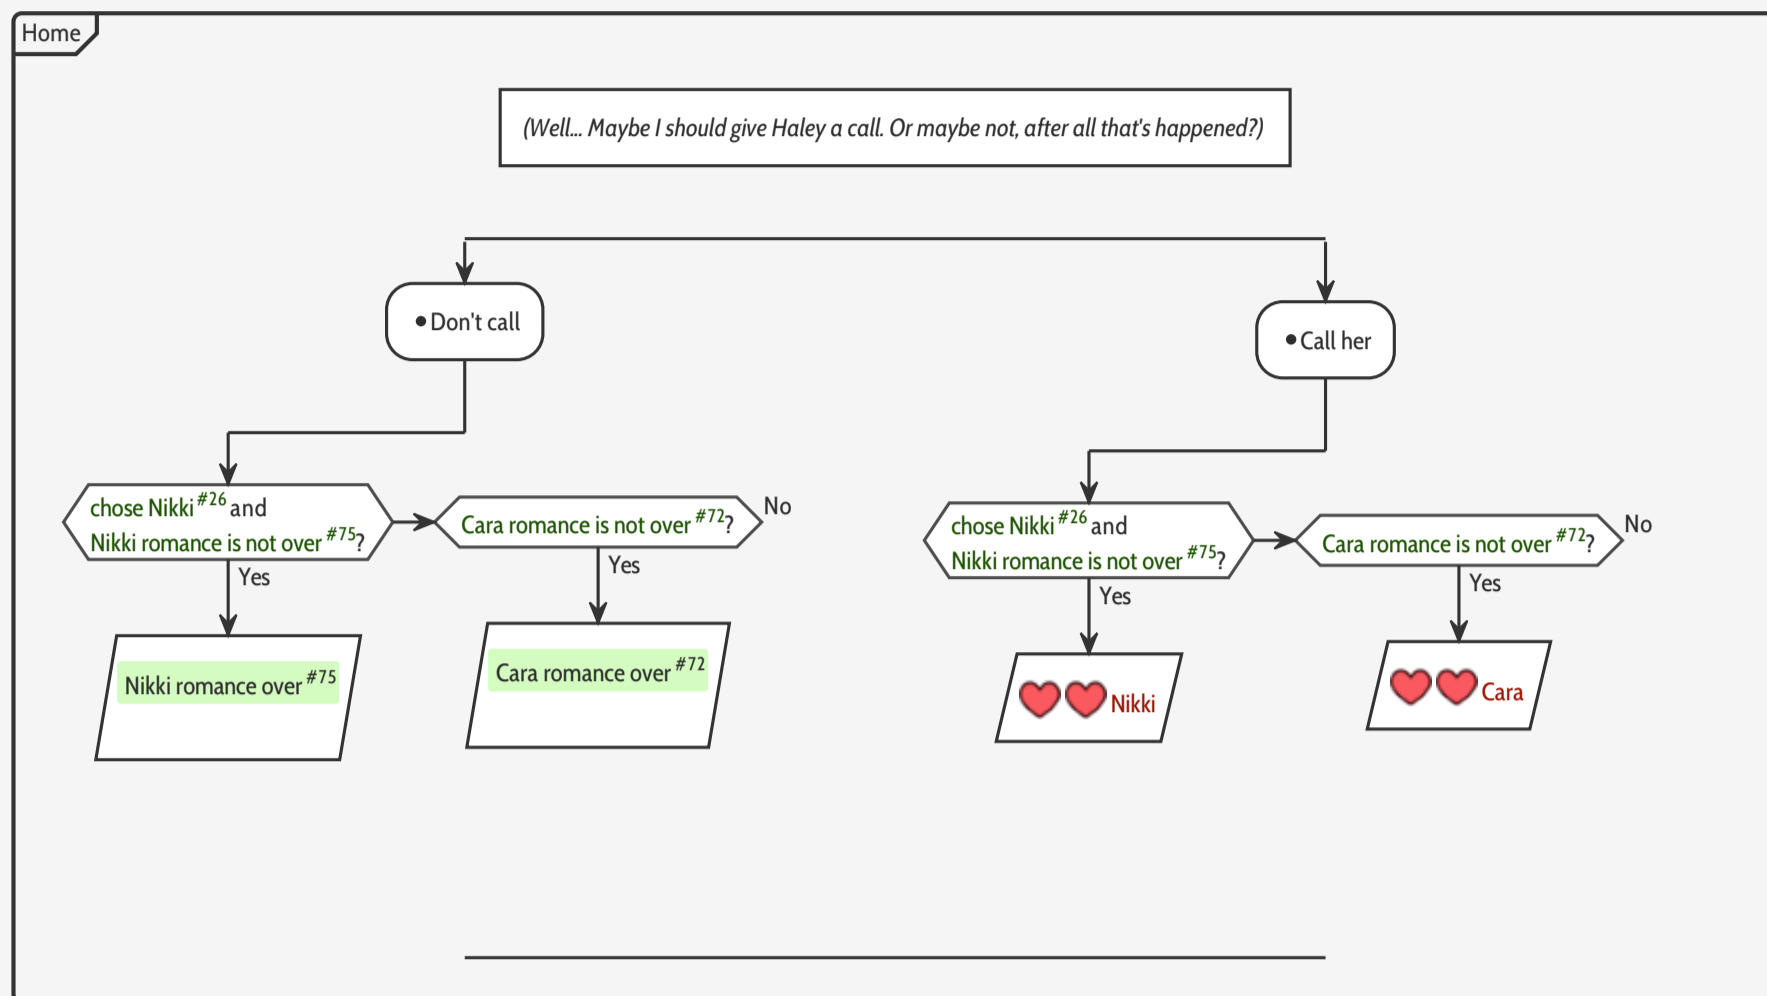 Home
(Well... Maybe I should give Haley a call. Or maybe not, after all that's happened?)
•Don't call
•Call her
chose Nikki #26 and
Nikki romance is not over #75?
Cara romance is not over #72?
No
Yes
Yes
Nikki romance over #75
Cara romance over #72
chose Nikki #26 and
Nikki romance is not over #75?
Cara romance is not over #72?
No
Yes
Yes
Nikki
Cara